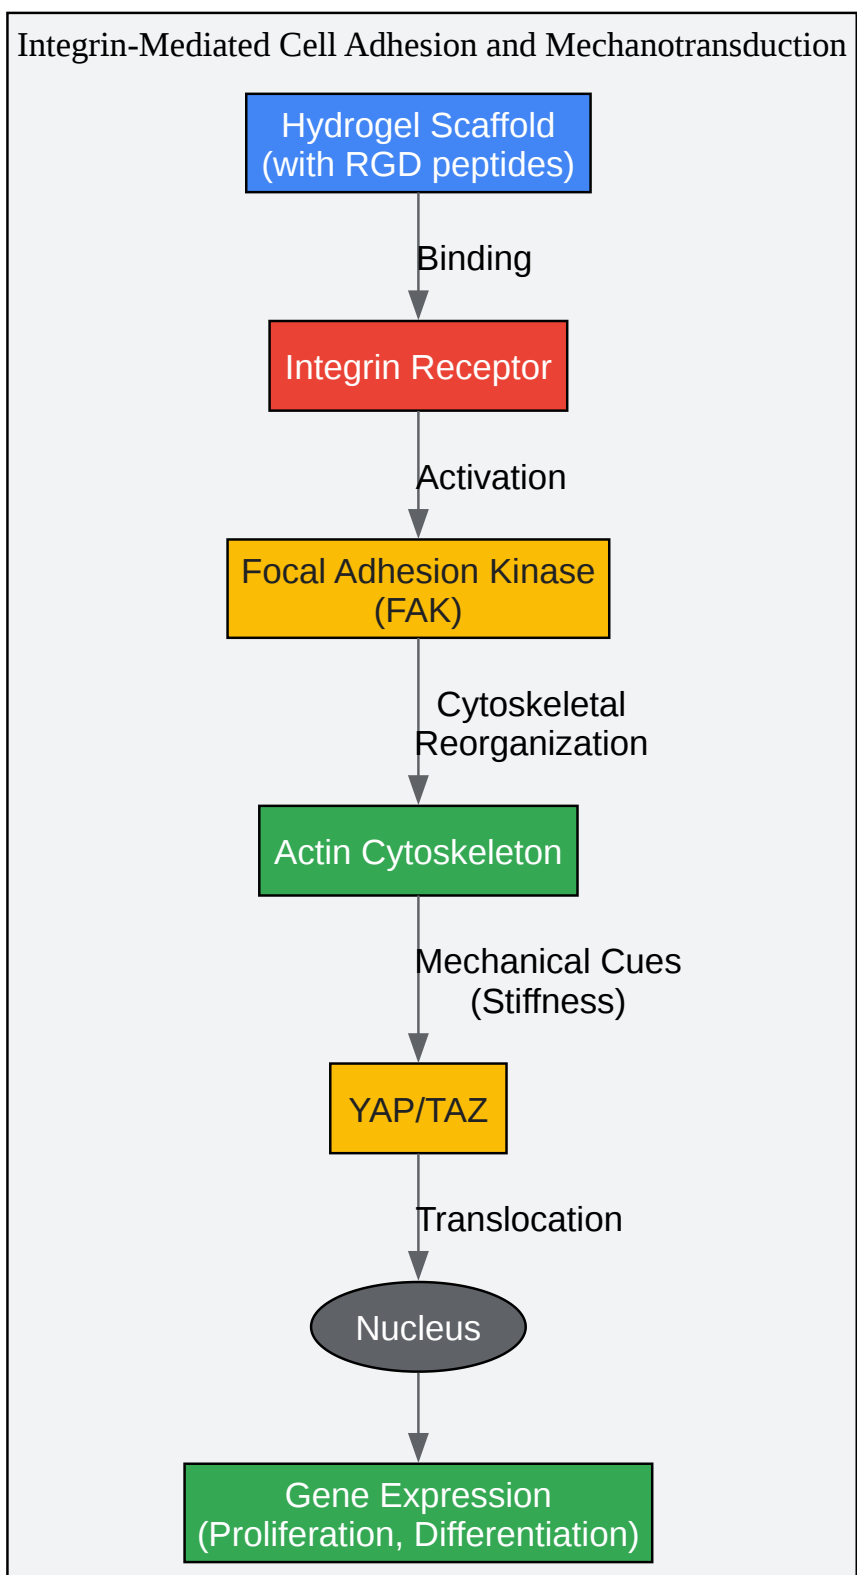 Integrin-Mediated Cell Adhesion and Mechanotransduction
Hydrogel Scaffold
(with RGD peptides)
Binding
Integrin Receptor
Activation
Focal Adhesion Kinase
(FAK)
Cytoskeletal
Reorganization
Actin Cytoskeleton
Mechanical Cues
(Stiffness)
YAP/TAZ
Translocation
Nucleus
Gene Expression
(Proliferation, Differentiation)